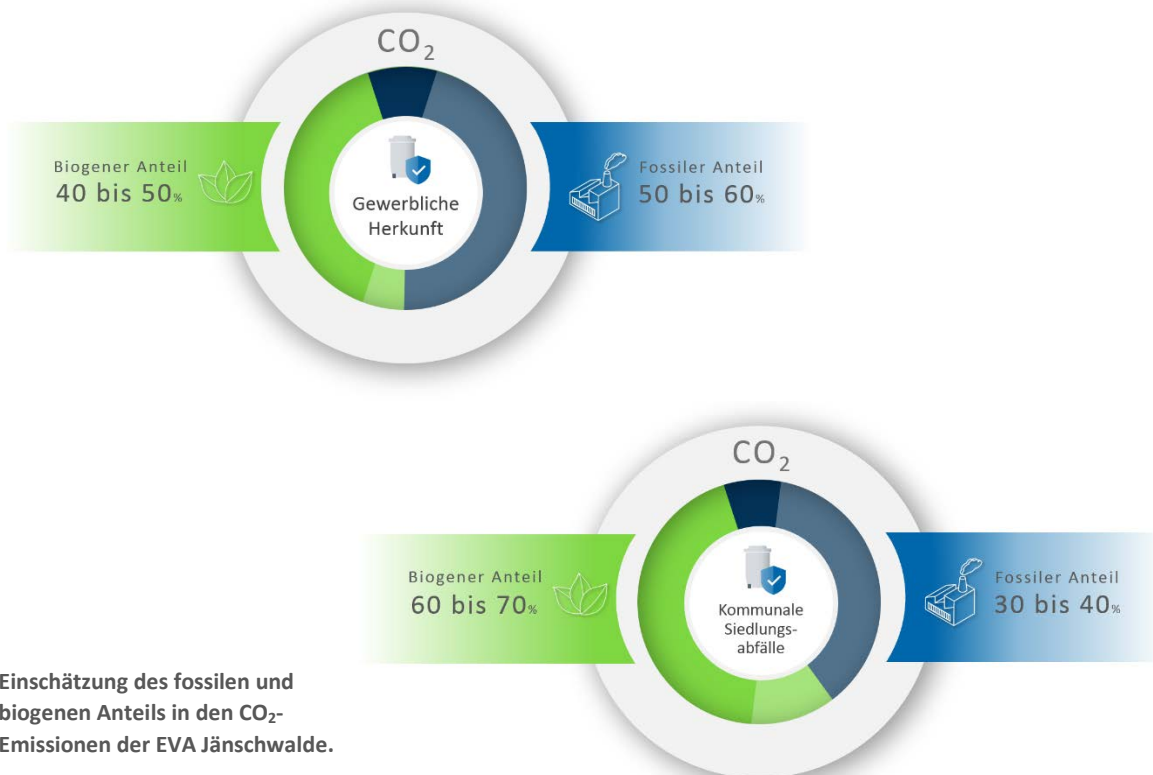 CO₂
Biogener Anteil
40 bis 50%
Gewerbliche
Herkunft
Fossiler Anteil
50 bis 60%
CO₂
Biogener Anteil
60 bis 70%
Kommunale
Siedlungs-
abfälle
Fossiler Anteil
30 bis 40%
Einschätzung des fossilen und
biogenen Anteils in den CO₂-
Emissionen der EVA Jänschwalde.